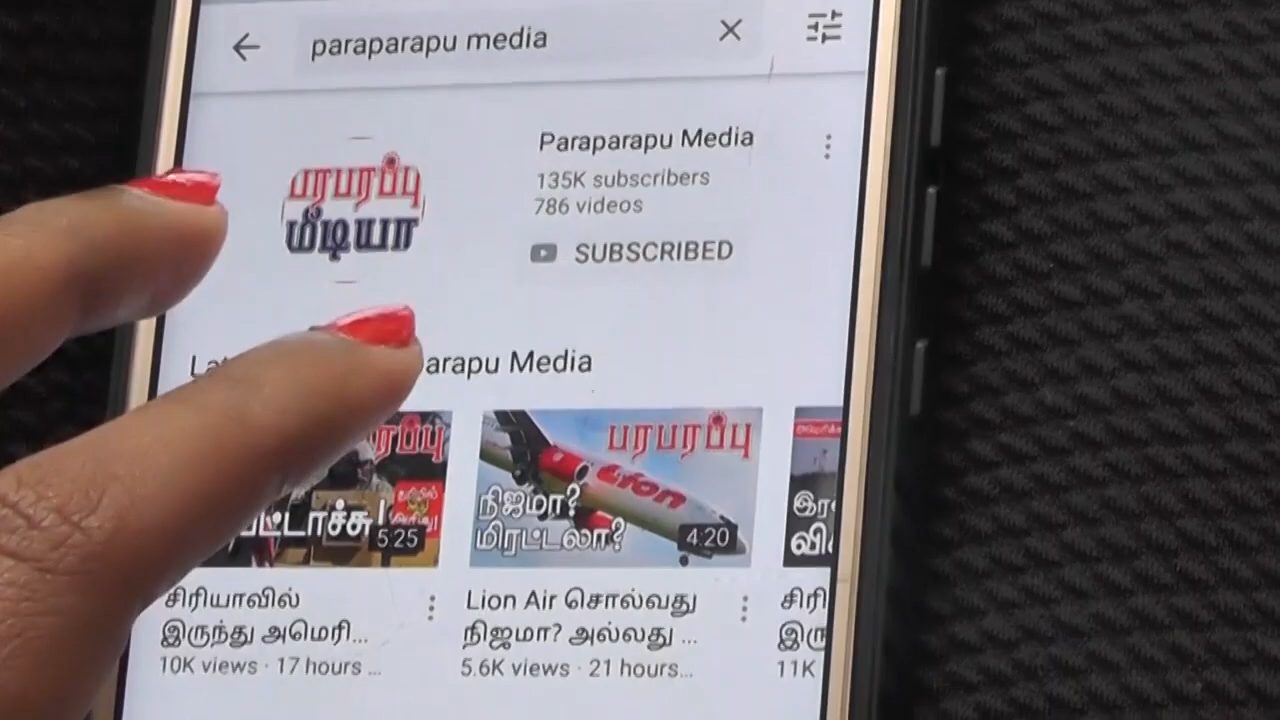 paraparapu media
Paraparapu Media
135K subscribers
786 videos
SUBSCRIBED
பரபரப்பு
மீடியா
arapu Media
பரபரப்பு
Lion
நிஜமா?
மிரட்டலா?
4:20
5:25
சிரியாவில்
இருந்து அமெரி...
10K views · 17 hours ...
Lion Air சொல்வது
நிஜமா? அல்லது ...
5.6K views · 21 hours...
சிரி
இரு
11K